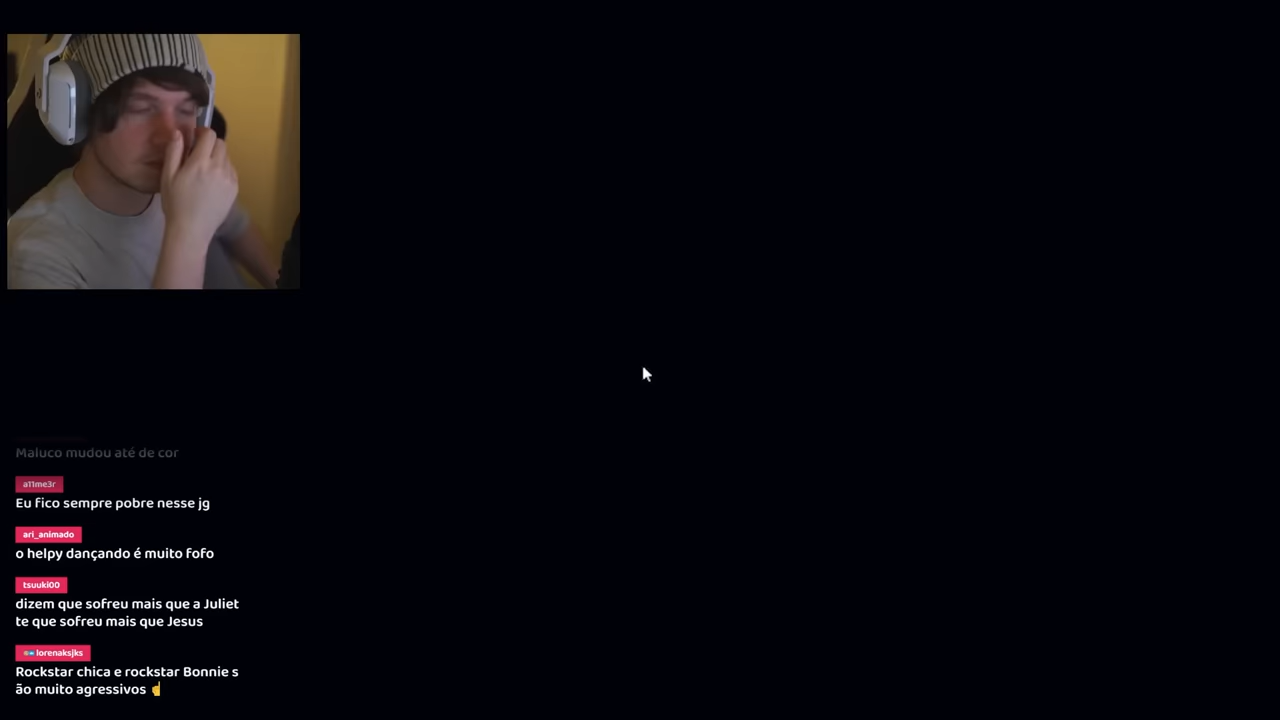 Maluco mudou até de cor
a11me3r
Eu fico sempre pobre nesse jg
ari_animado
o helpy dançando é muito fofo
tsuuki00
dizem que sofreu mais que a Juliet
te que sofreu mais que Jesus
lorenaksjks
Rockstar chica e rockstar Bonnie s
ão muito agressivos ☝